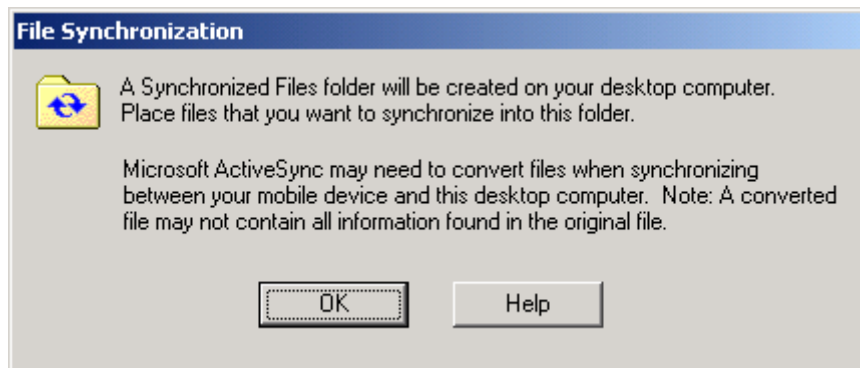 File Synchronization
A Synchronized Files folder will be created on your desktop computer.
Place files that you want to synchronize into this folder.
Microsoft ActiveSync may need to convert files when synchronizing
between your mobile device and this desktop computer.  Note: A converted
file may not contain all information found in the original file.
OK Help